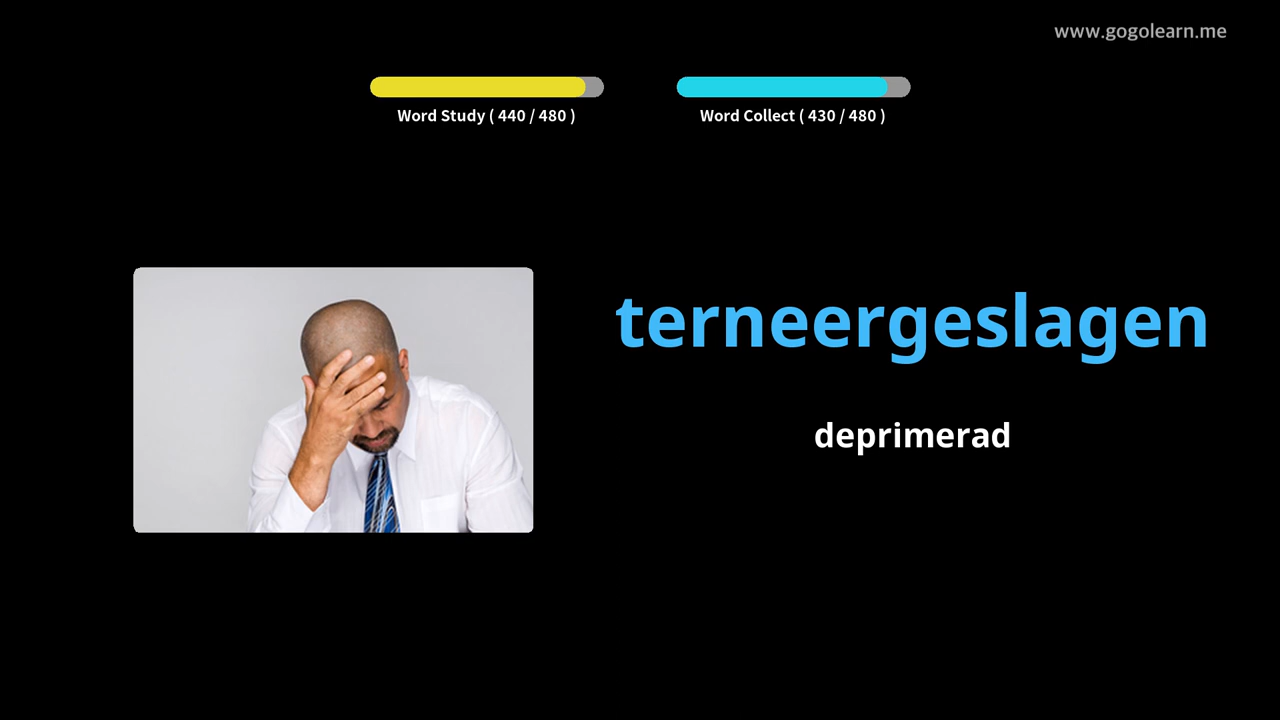 www.gogolearn.me
Word Study ( 440 / 480 )
Word Collect ( 430 / 480 )
terneergeslagen
deprimerad